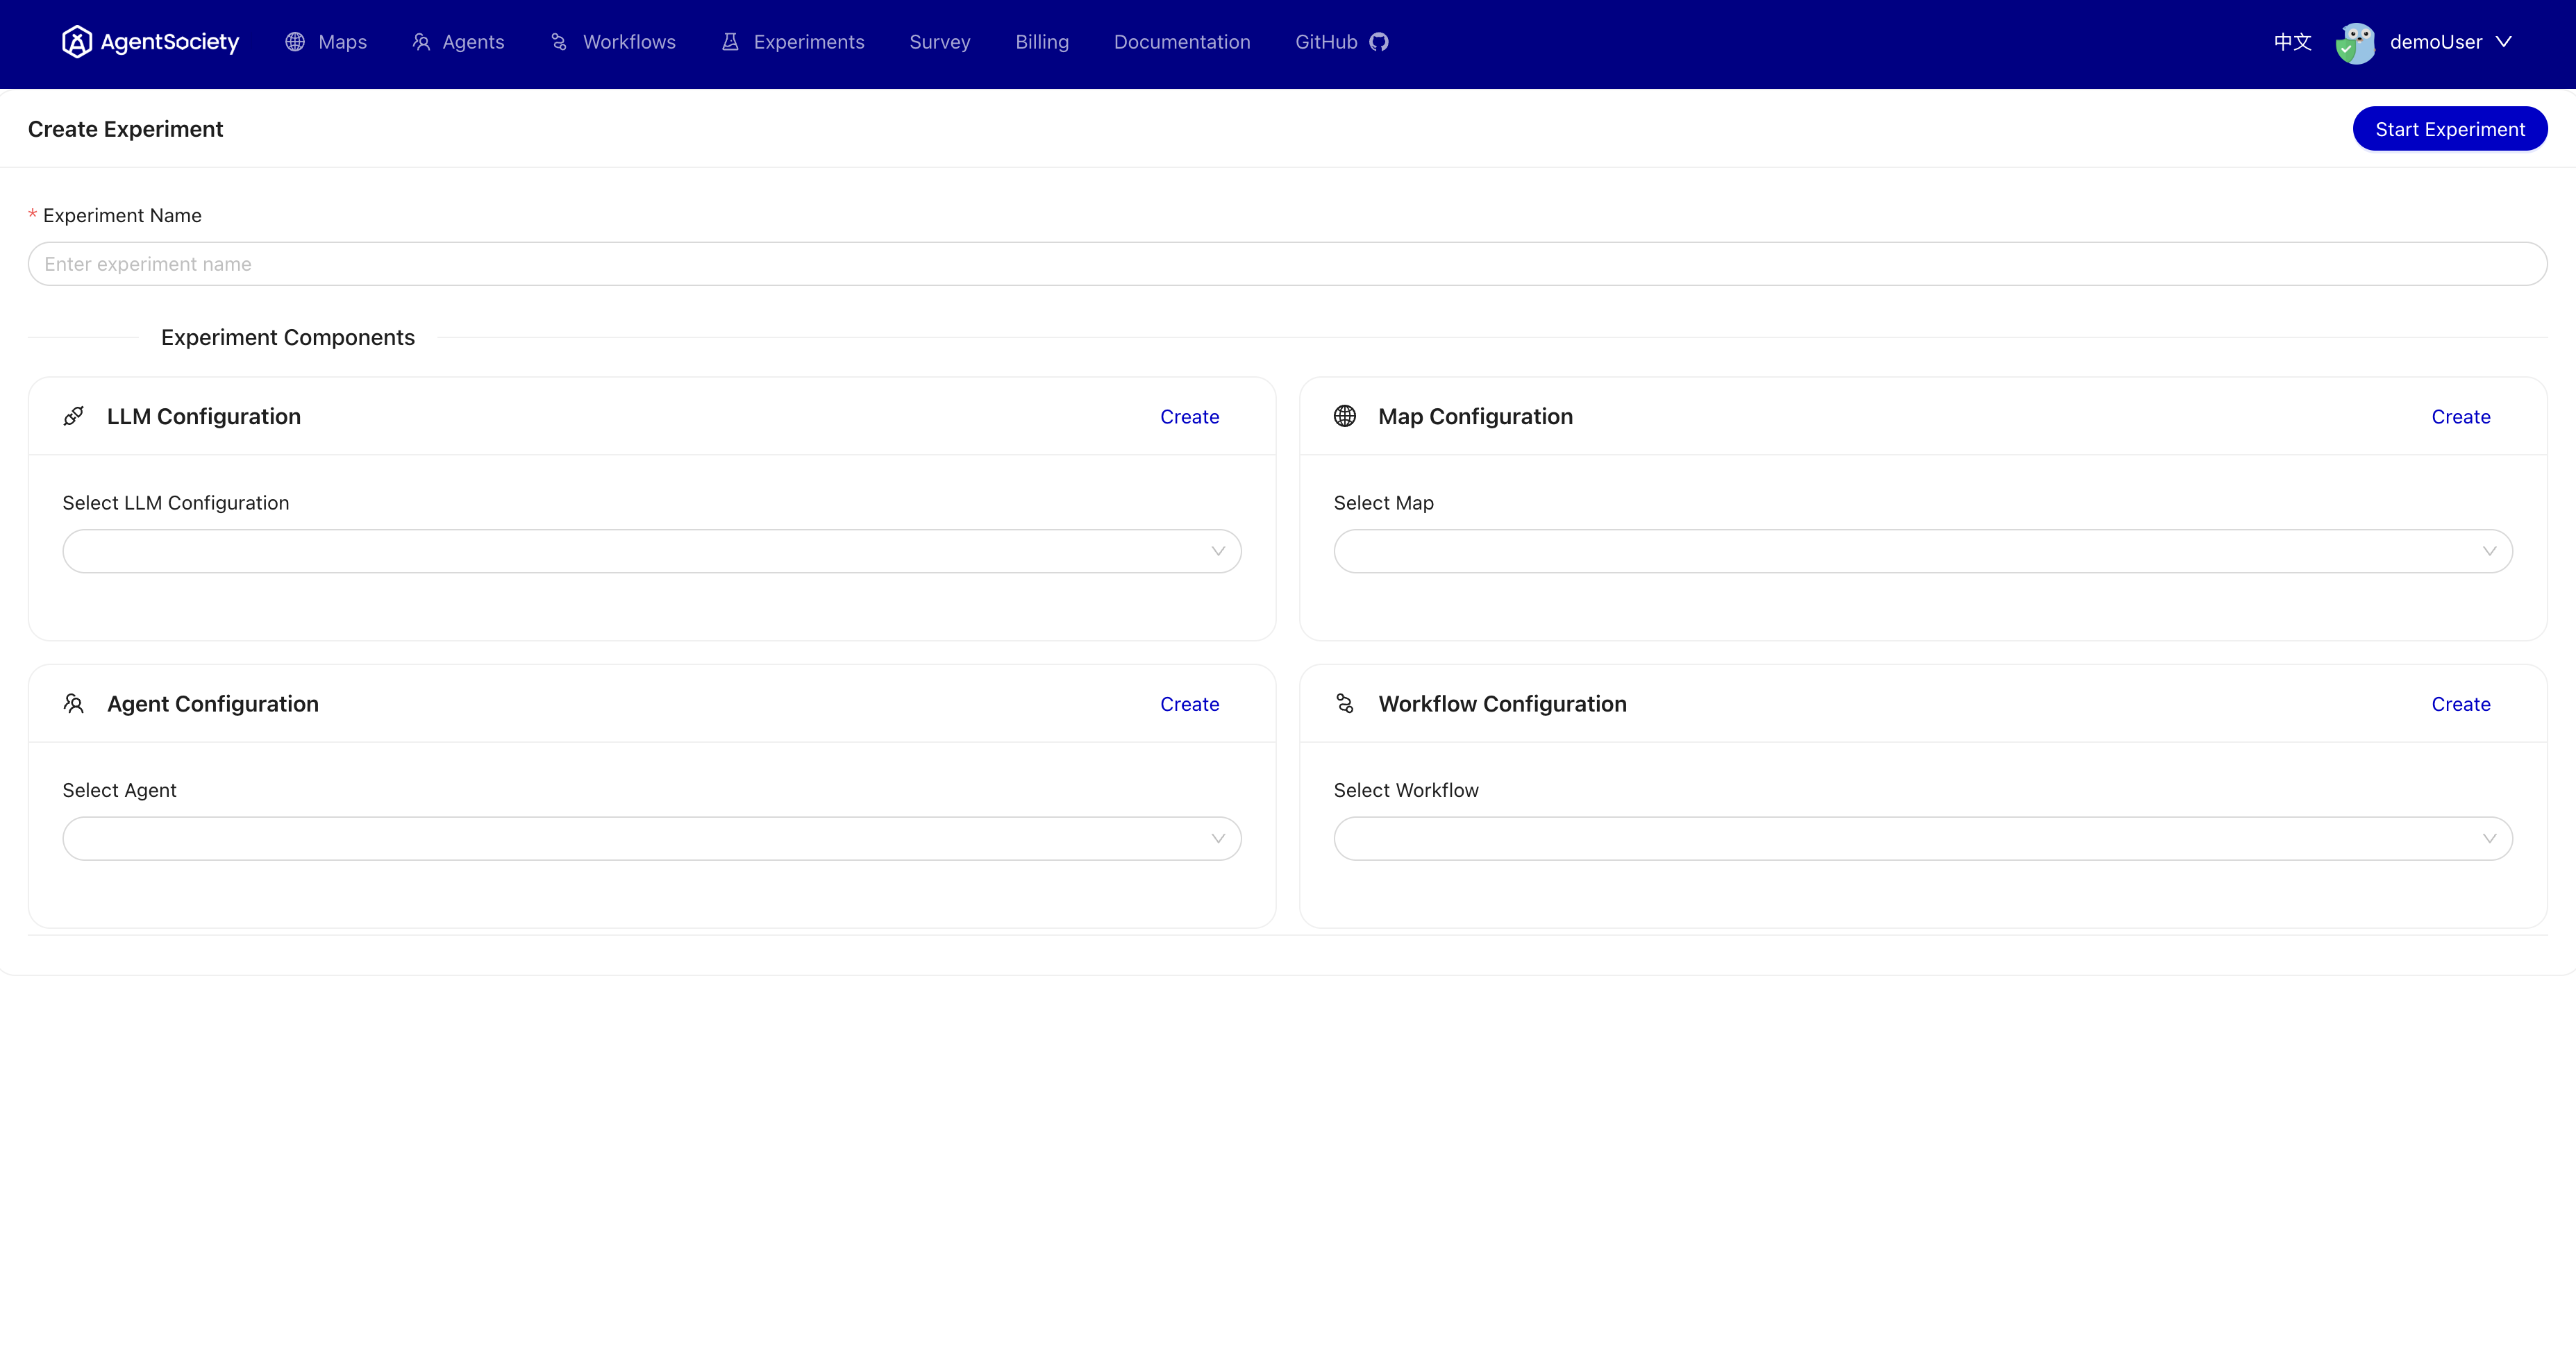 AgentSociety Maps Agents Workflows Experiments Survey Billing Documentation GitHub 中文 demoUser
Create Experiment Start Experiment
* Experiment Name
Enter experiment name
Experiment Components
LLM Configuration Create
Select LLM Configuration
Map Configuration Create
Select Map
Agent Configuration Create
Select Agent
Workflow Configuration Create
Select Workflow